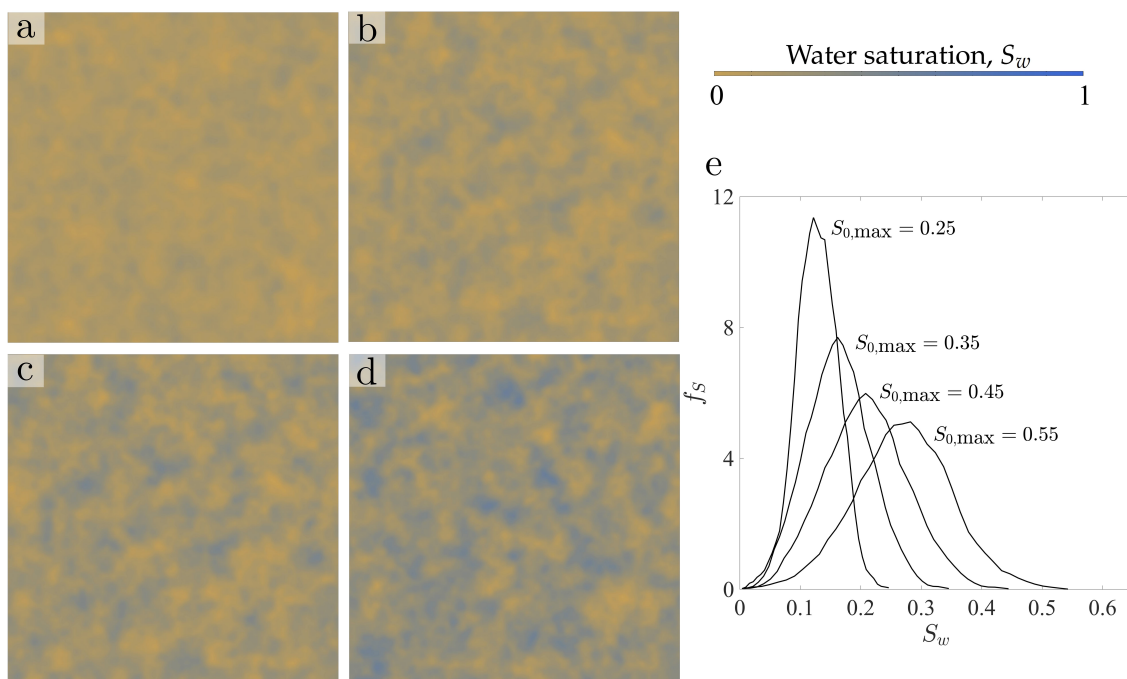 a
b
Water saturation, S_w
0 1
c
d
e
12
8
4
0
f_S
S_0,max = 0.25
S_0,max = 0.35
S_0,max = 0.45
S_0,max = 0.55
0 0.1 0.2 0.3 0.4 0.5 0.6
S_w